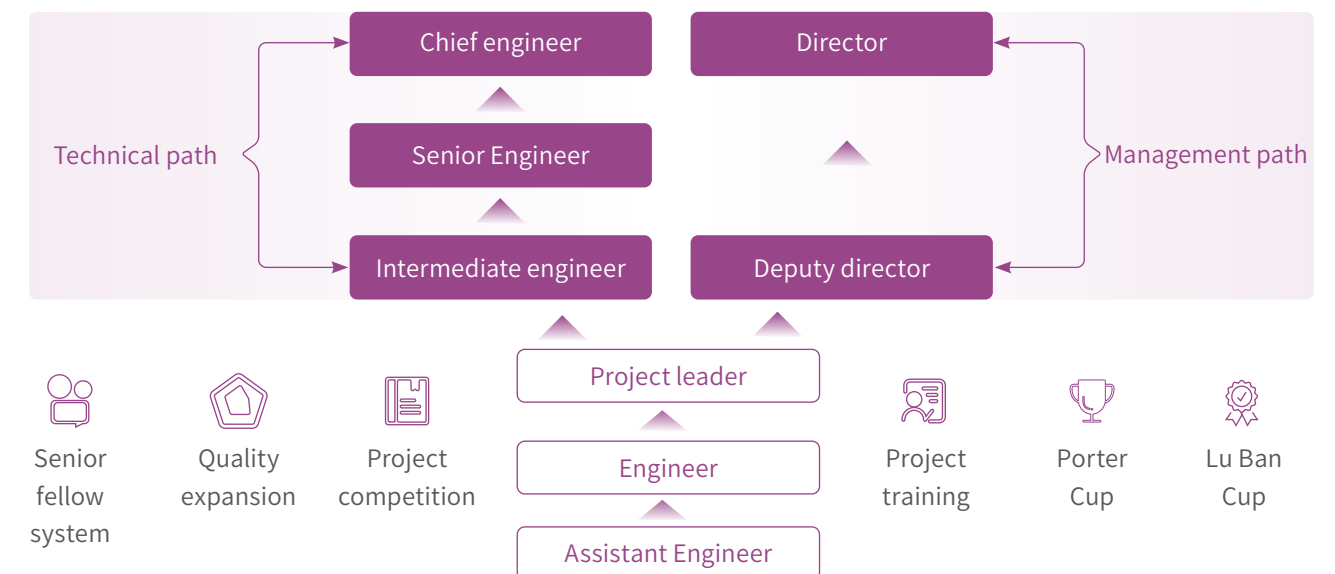 Chief engineer
Director
Technical path
Senior Engineer
Management path
Intermediate engineer
Deputy director
Project leader
Engineer
Assistant Engineer
Senior
fellow
system
Quality
expansion
Project
competition
Project
training
Porter
Cup
Lu Ban
Cup